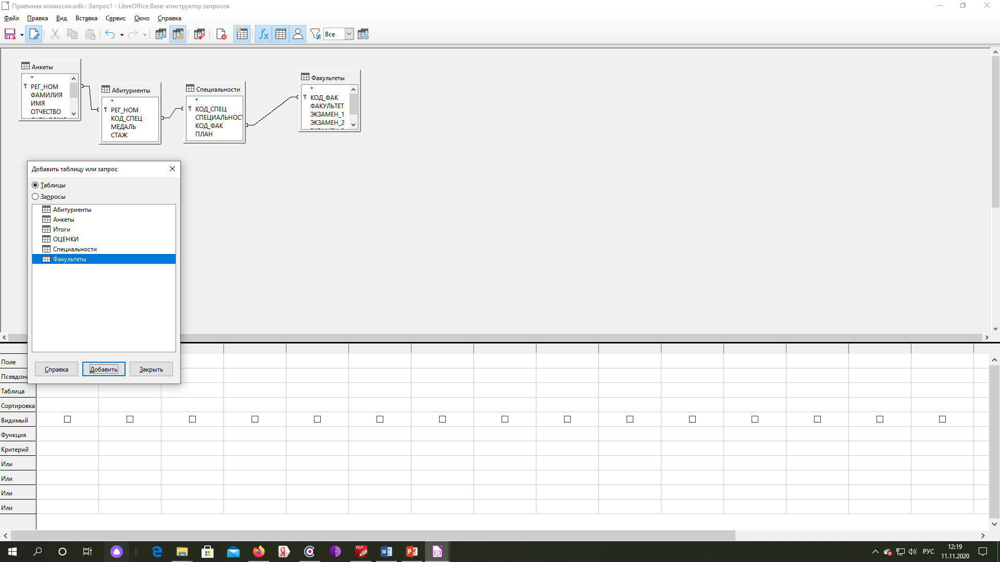 Приёмная комиссия.odb : Запрос1 - LibreOffice Base: конструктор запросов
Файл Правка Вид Вставка Сервис Окно Справка
Все
Анкеты
*
РЕГ_НОМ
ФАМИЛИЯ
ИМЯ
ОТЧЕСТВО
Абитуриенты
*
РЕГ_НОМ
КОД_СПЕЦ
МЕДАЛЬ
СТАЖ
Специальности
*
КОД_СПЕЦ
СПЕЦИАЛЬНОСТ
КОД_ФАК
ПЛАН
Факультеты
*
КОД_ФАК
ФАКУЛЬТЕТ
ЭКЗАМЕН_1
ЭКЗАМЕН_2
Добавить таблицу или запрос
Таблицы
Запросы
Абитуриенты
Анкеты
Итоги
ОЦЕНКИ
Специальности
Факультеты
Справка Добавить Закрыть
Поле
Псевдони
Таблица
Сортировка
Видимый
Функция
Критерий
Или
Или
Или
Или
PDF
РУС
12:19
11.11.2020